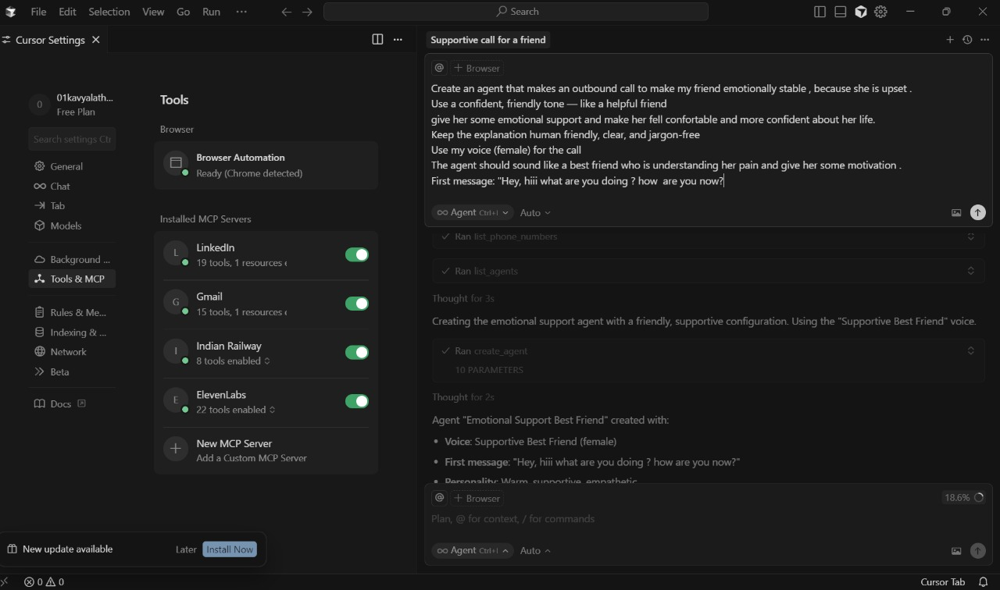 File Edit Selection View Go Run ··· ← → Search
Cursor Settings
Supportive call for a friend
0
01kavyalath...
Free Plan
Search settings Ctr
General
Chat
Tab
Models
Background ...
Tools & MCP
Rules & Me...
Indexing & ...
Network
Beta
Docs
Tools
Browser
Browser Automation
Ready (Chrome detected)
Installed MCP Servers
L
LinkedIn
19 tools, 1 resources e
G
Gmail
15 tools, 1 resources e
I
Indian Railway
8 tools enabled
E
ElevenLabs
22 tools enabled
New MCP Server
Add a Custom MCP Server
@ + Browser
Create an agent that makes an outbound call to make my friend emotionally stable , because she is upset .
Use a confident, friendly tone — like a helpful friend
give her some emotional support and make her fell confortable and more confident about her life.
Keep the explanation human friendly, clear, and jargon-free
Use my voice (female) for the call
The agent should sound like a best friend who is understanding her pain and give her some motivation .
First message: "Hey, hiii what are you doing ? how  are you now?
Agent Ctrl+I Auto
Ran list_phone_numbers
Ran list_agents
Thought for 3s
Creating the emotional support agent with a friendly, supportive configuration. Using the "Supportive Best Friend" voice.
Ran create_agent
10 PARAMETERS
Thought for 2s
Agent "Emotional Support Best Friend" created with:
• Voice: Supportive Best Friend (female)
• First message: "Hey, hiii what are you doing ? how are you now?"
• Personality: Warm, supportive, empathetic
@ + Browser
18.6%
Plan, @ for context, / for commands
Agent Ctrl+I Auto
New update available Later Install Now
0 0
Cursor Tab